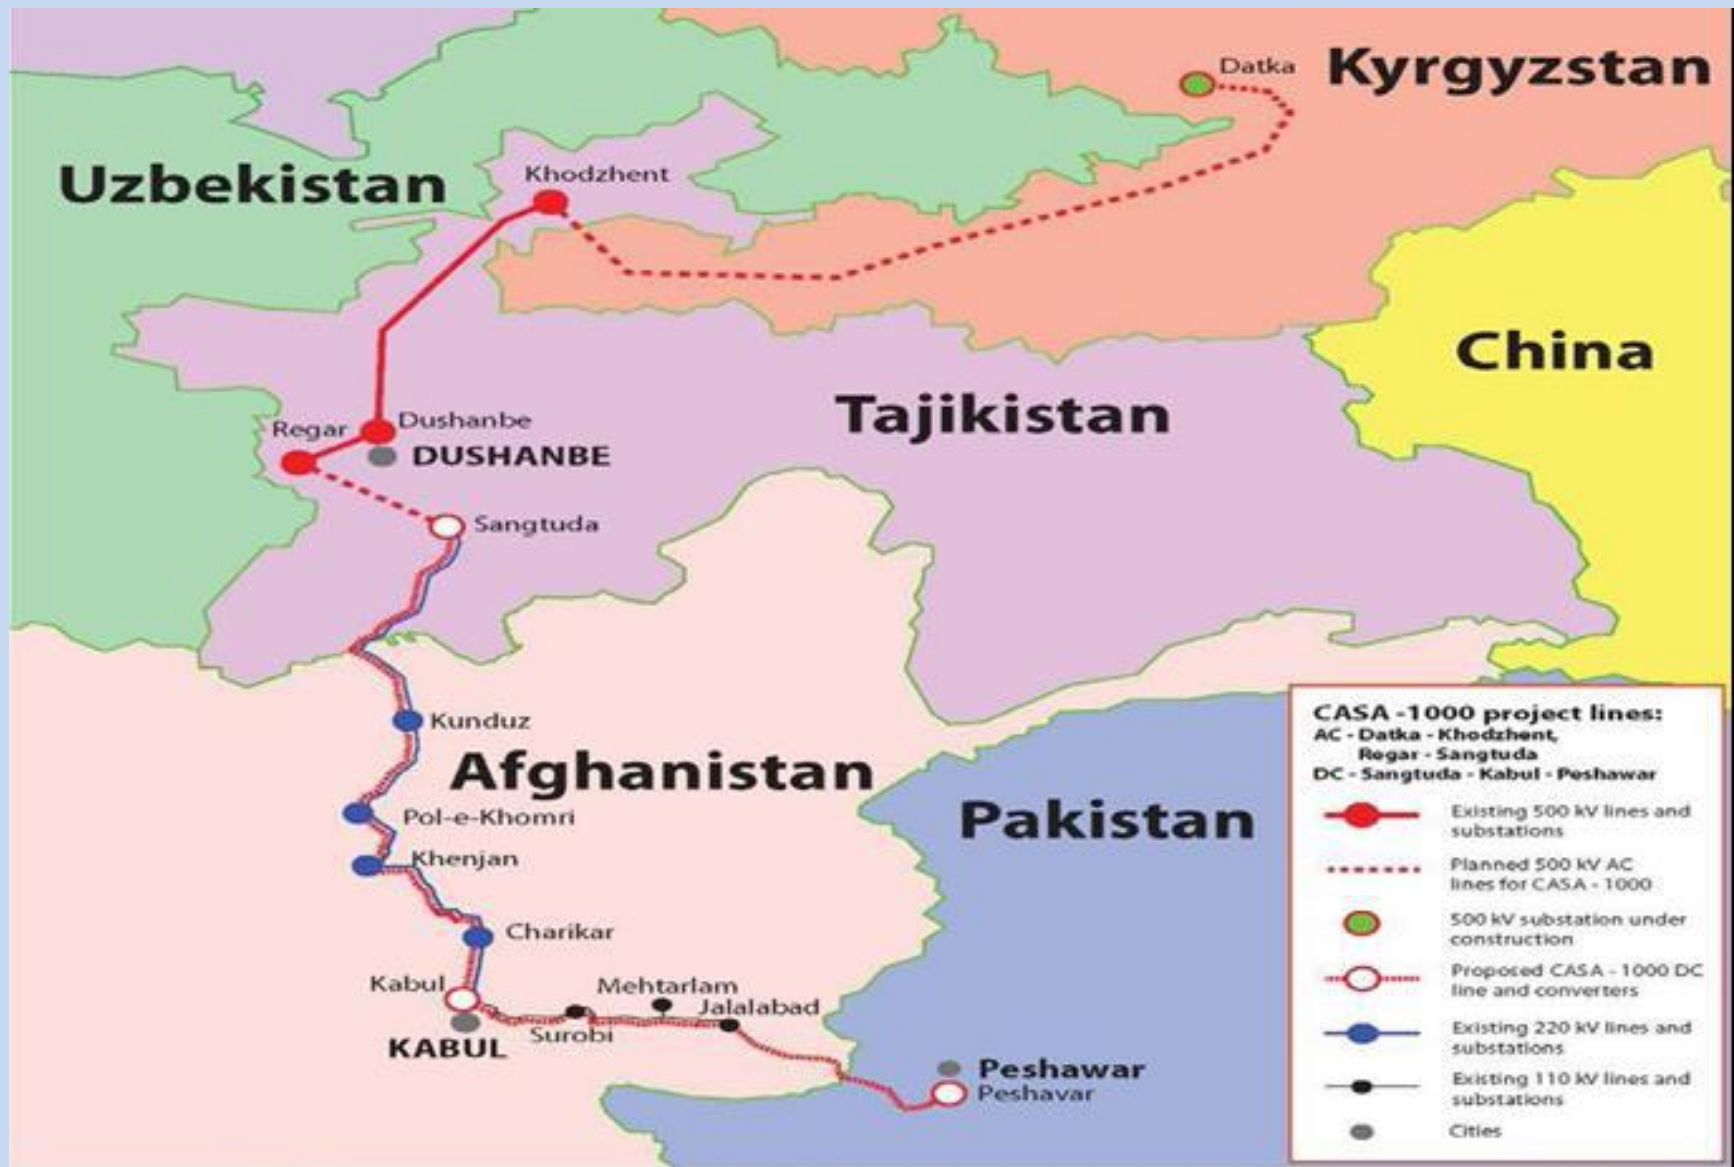 Datka
Kyrgyzstan
Uzbekistan
Khodzhent
China
Tajikistan
Regar
Dushanbe
DUSHANBE
Sangtuda
Kunduz
Afghanistan
Pol-e-Khomri
Pakistan
Khenjan
Charikar
Kabul
Mehtarlam
Jalalabad
Surobi
KABUL
Peshawar
Peshavar
CASA -1000 project lines:
AC - Datka - Khodzhent,
Regar - Sangtuda
DC - Sangtuda - Kabul - Peshawar
Existing 500 kV lines and
substations
Planned 500 kV AC
lines for CASA - 1000
500 kV substation under
construction
Proposed CASA - 1000 DC
line and converters
Existing 220 kV lines and
substations
Existing 110 kV lines and
substations
Cities